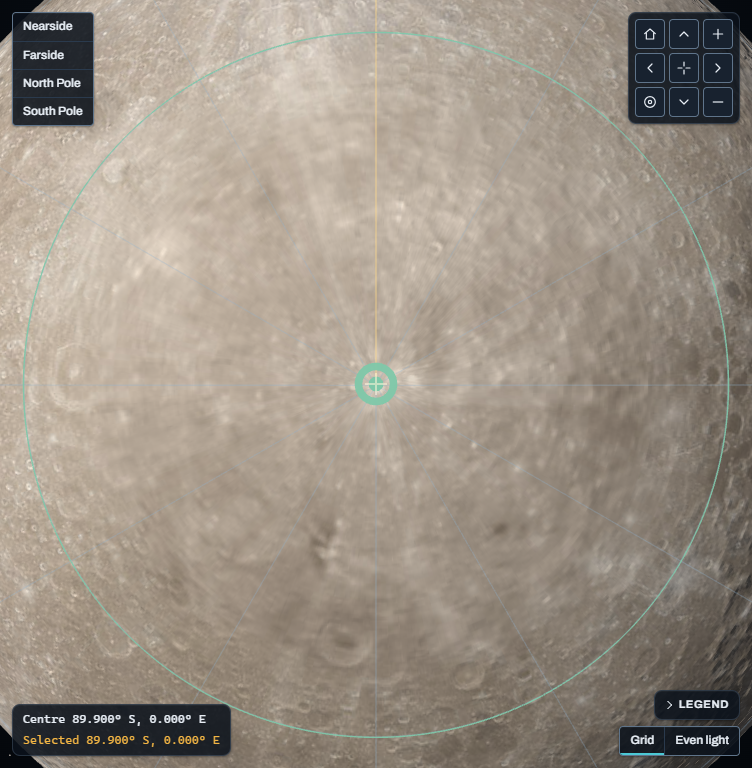 Nearside
Farside
North Pole
South Pole
LEGEND
Centre 89.900° S, 0.000° E
Selected 89.900° S, 0.000° E
Grid
Even light